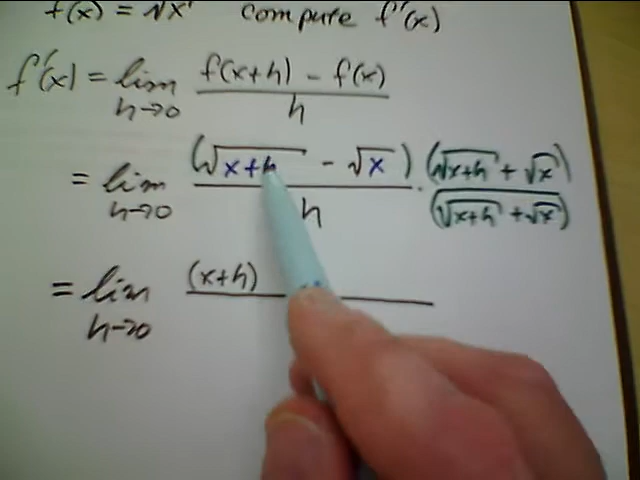 f(x) = √x compute f'(x)
f'(x) = lim h→0 f(x+h) - f(x) / h
= lim h→0 (√x+h - √x) / h · (√x+h + √x) / (√x+h + √x)
= lim h→0 (x+h)